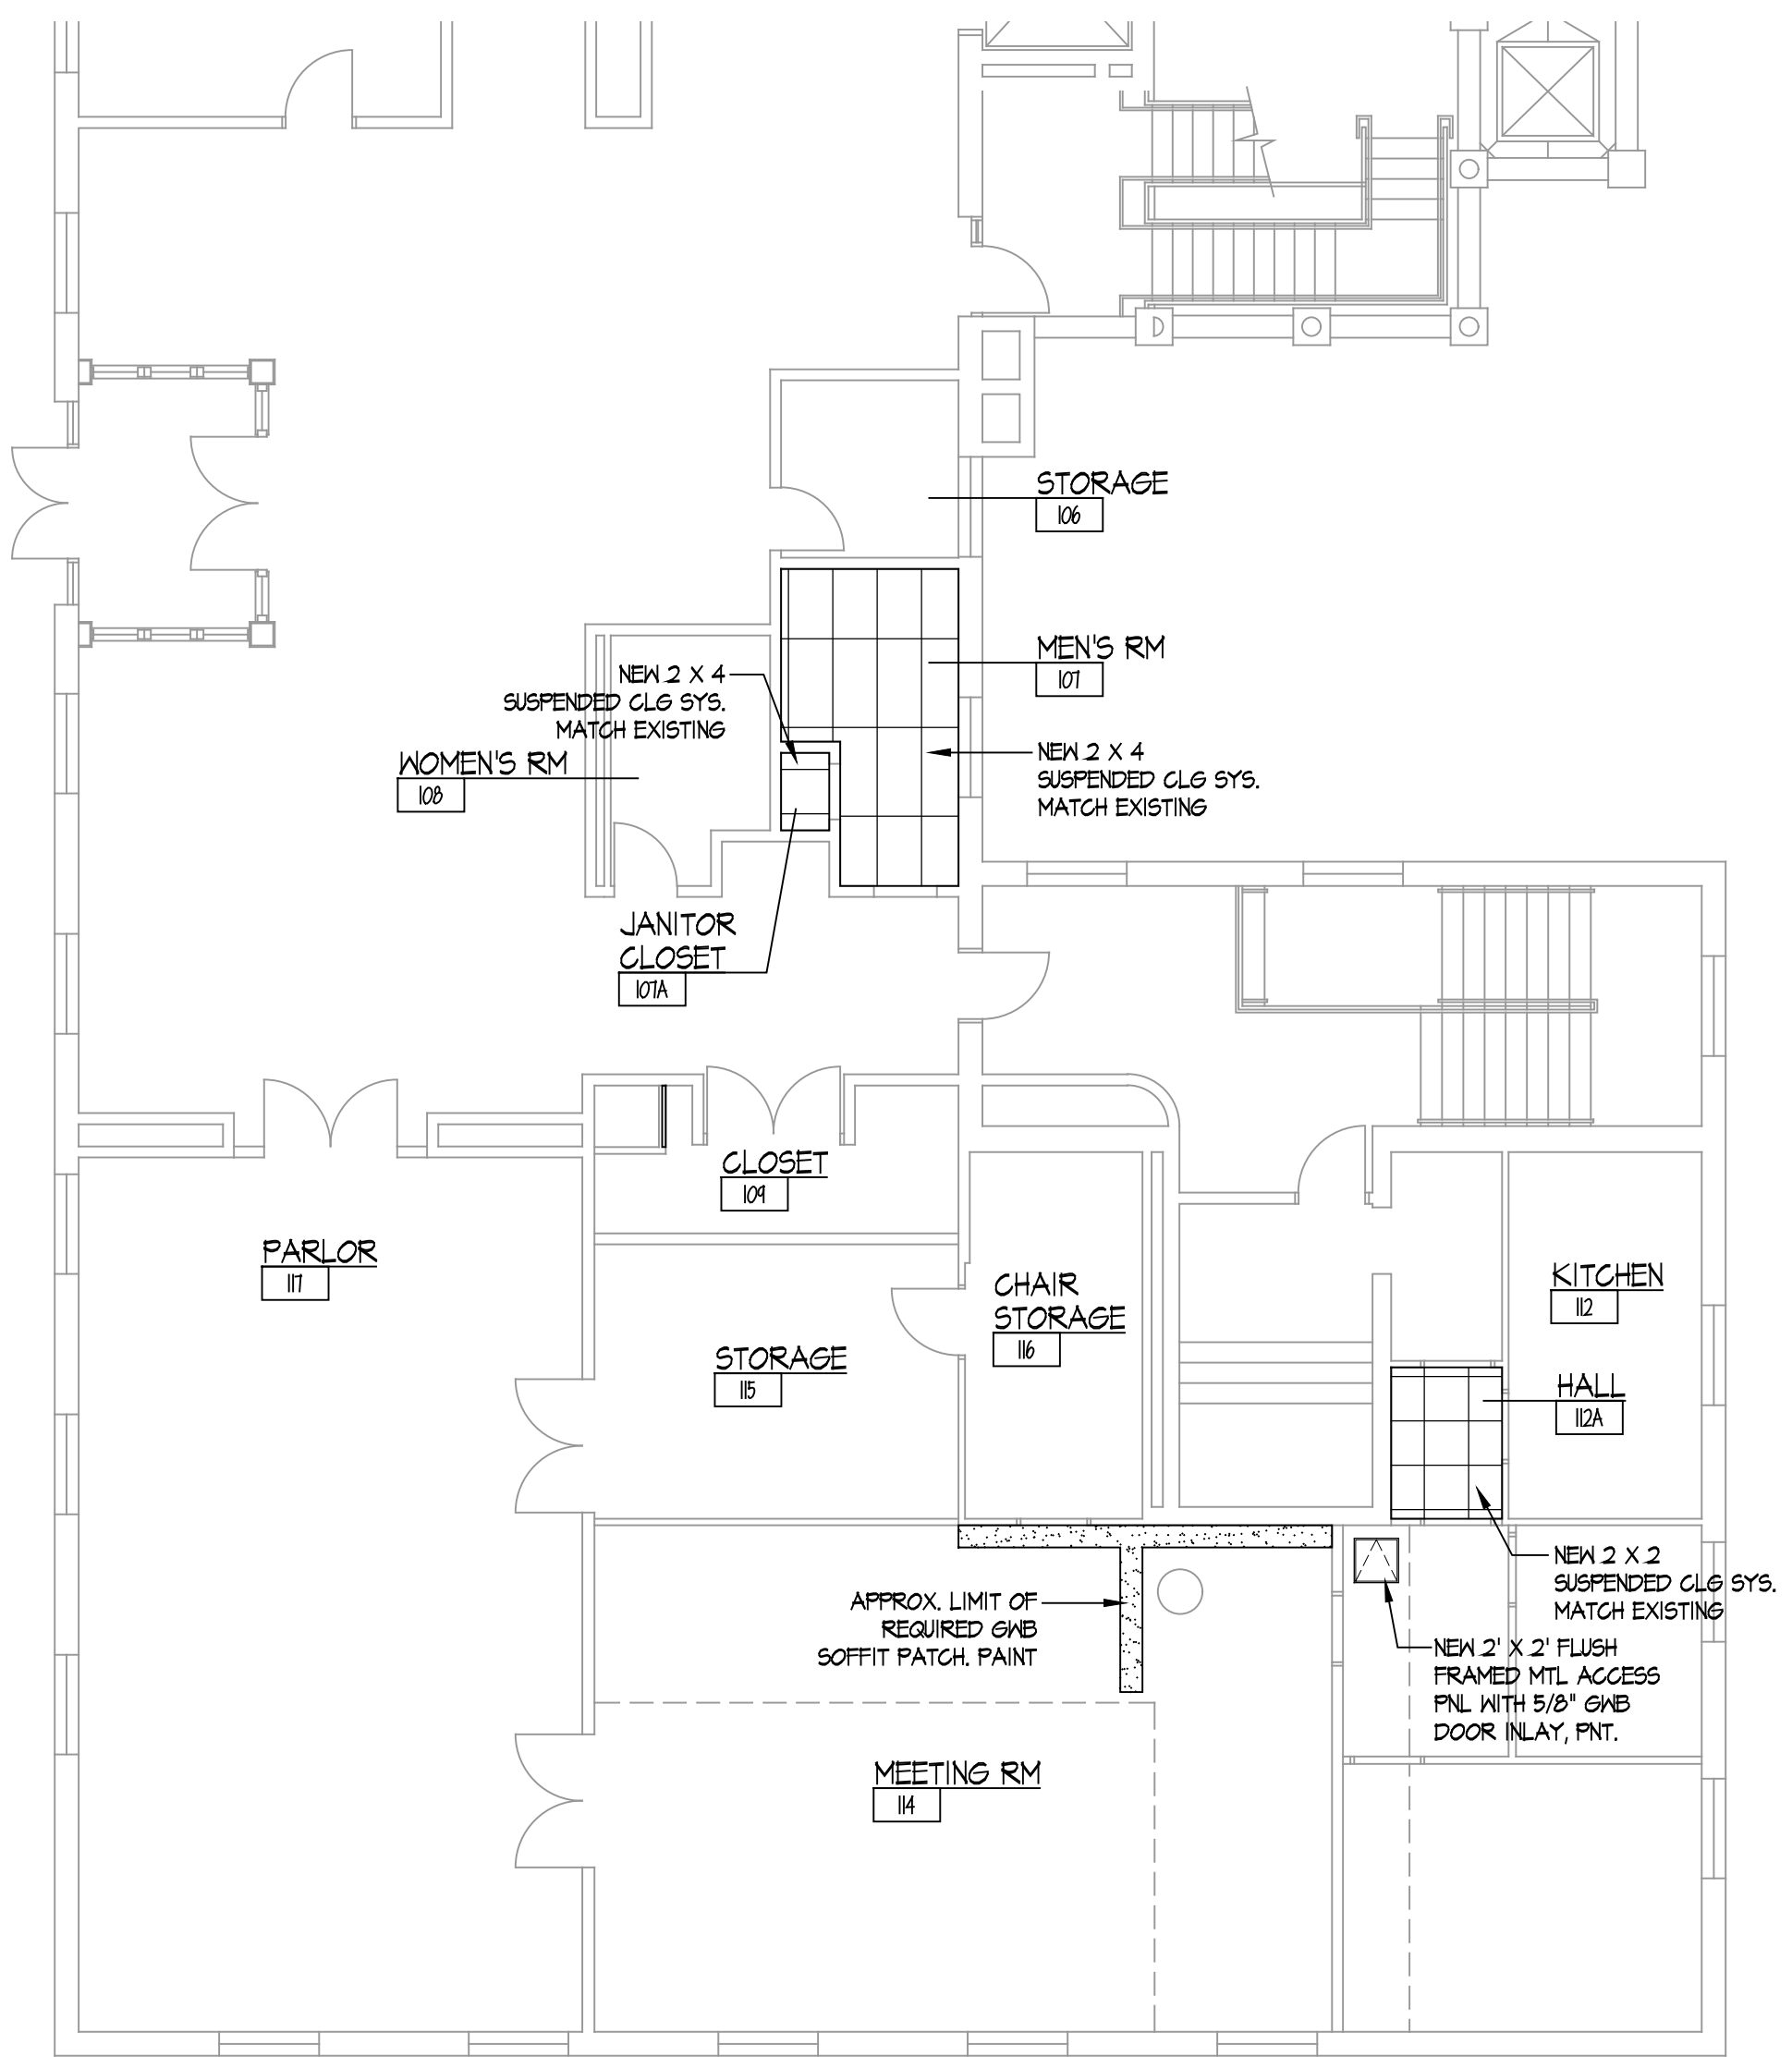 STORAGE
106
MEN'S RM
107
NEW 2 X 4
SUSPENDED CLG SYS.
MATCH EXISTING
NEW 2 X 4
SUSPENDED CLG SYS.
MATCH EXISTING
WOMEN'S RM
108
JANITOR
CLOSET
107A
CLOSET
109
PARLOR
117
CHAIR
STORAGE
116
KITCHEN
112
STORAGE
115
HALL
112A
NEW 2 X 2
SUSPENDED CLG SYS.
MATCH EXISTING
APPROX. LIMIT OF
REQUIRED GWB
SOFFIT PATCH. PAINT
NEW 2' X 2' FLUSH
FRAMED MTL ACCESS
PNL WITH 5/8" GWB
DOOR INLAY, PNT.
MEETING RM
114